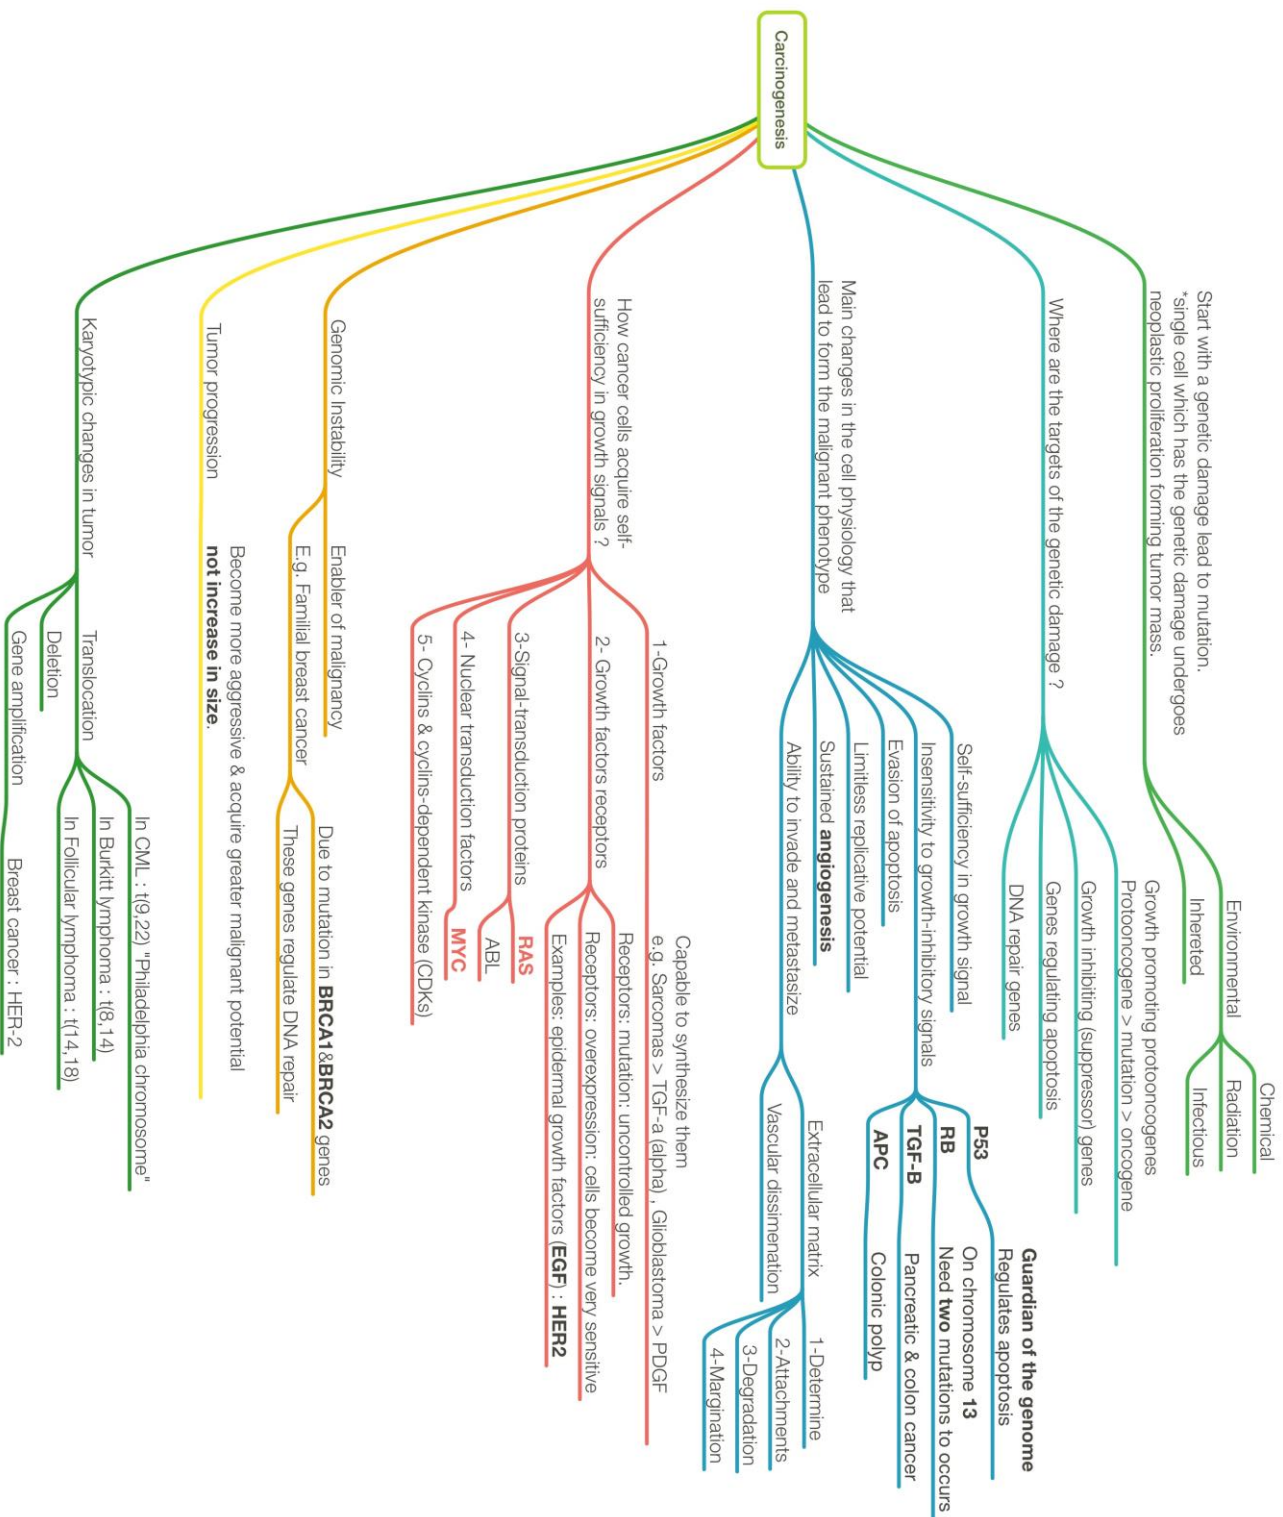 Carcinogenesis
Start with a genetic damage lead to mutation.
*single cell which has the genetic damage undergoes
neoplastic proliferation forming tumor mass.
Environmental
Chemical
Radiation
Infectious
Inhereted
Where are the targets of the genetic damage ?
Growth promoting protooncogenes
Protooncogene > mutation > oncogene
Growth inhibiting (suppressor) genes
Genes regulating apoptosis
DNA repair genes
Main changes in the cell physiology that
lead to form the malignant phenotype
Self-sufficiency in growth signal
Insensitivity to growth-inhibitory signals
P53
Guardian of the genome
Regulates apoptosis
RB
On chromosome 13
Need two mutations to occurs
TGF-B
Pancreatic & colon cancer
APC
Colonic polyp
Evasion of apoptosis
Limitless replicative potential
Sustained angiogenesis
Ability to invade and metastasize
Extracellular matrix
1-Determine
2-Attachments
3-Degradation
4-Margination
Vascular dissimenation
How cancer cells acquire self-
sufficiency in growth signals ?
1-Growth factors
Capable to synthesize them
e.g. Sarcomas > TGF-a (alpha) , Glioblastoma > PDGF
2- Growth factors receptors
Receptors: mutation: uncontrolled growth.
Receptors: overexpression: cells become very sensitive
Examples: epidermal growth factors (EGF) : HER2
3-Signal-transduction proteins
RAS
ABL
4- Nuclear transduction factors
MYC
5- Cyclins & cyclins-dependent kinase (CDKs)
Genomic Instability
Enabler of malignancy
E.g. Familial breast cancer
Due to mutation in BRCA1&BRCA2 genes
These genes regulate DNA repair
Tumor progression
Become more aggressive & acquire greater malignant potential
not increase in size.
Karyotypic changes in tumor
Translocation
In CML : t(9,22) "Philadelphia chromosome"
In Burkitt lymphoma : t(8,14)
In Follicular lymphoma : t(14,18)
Deletion
Gene amplification
Breast cancer : HER-2